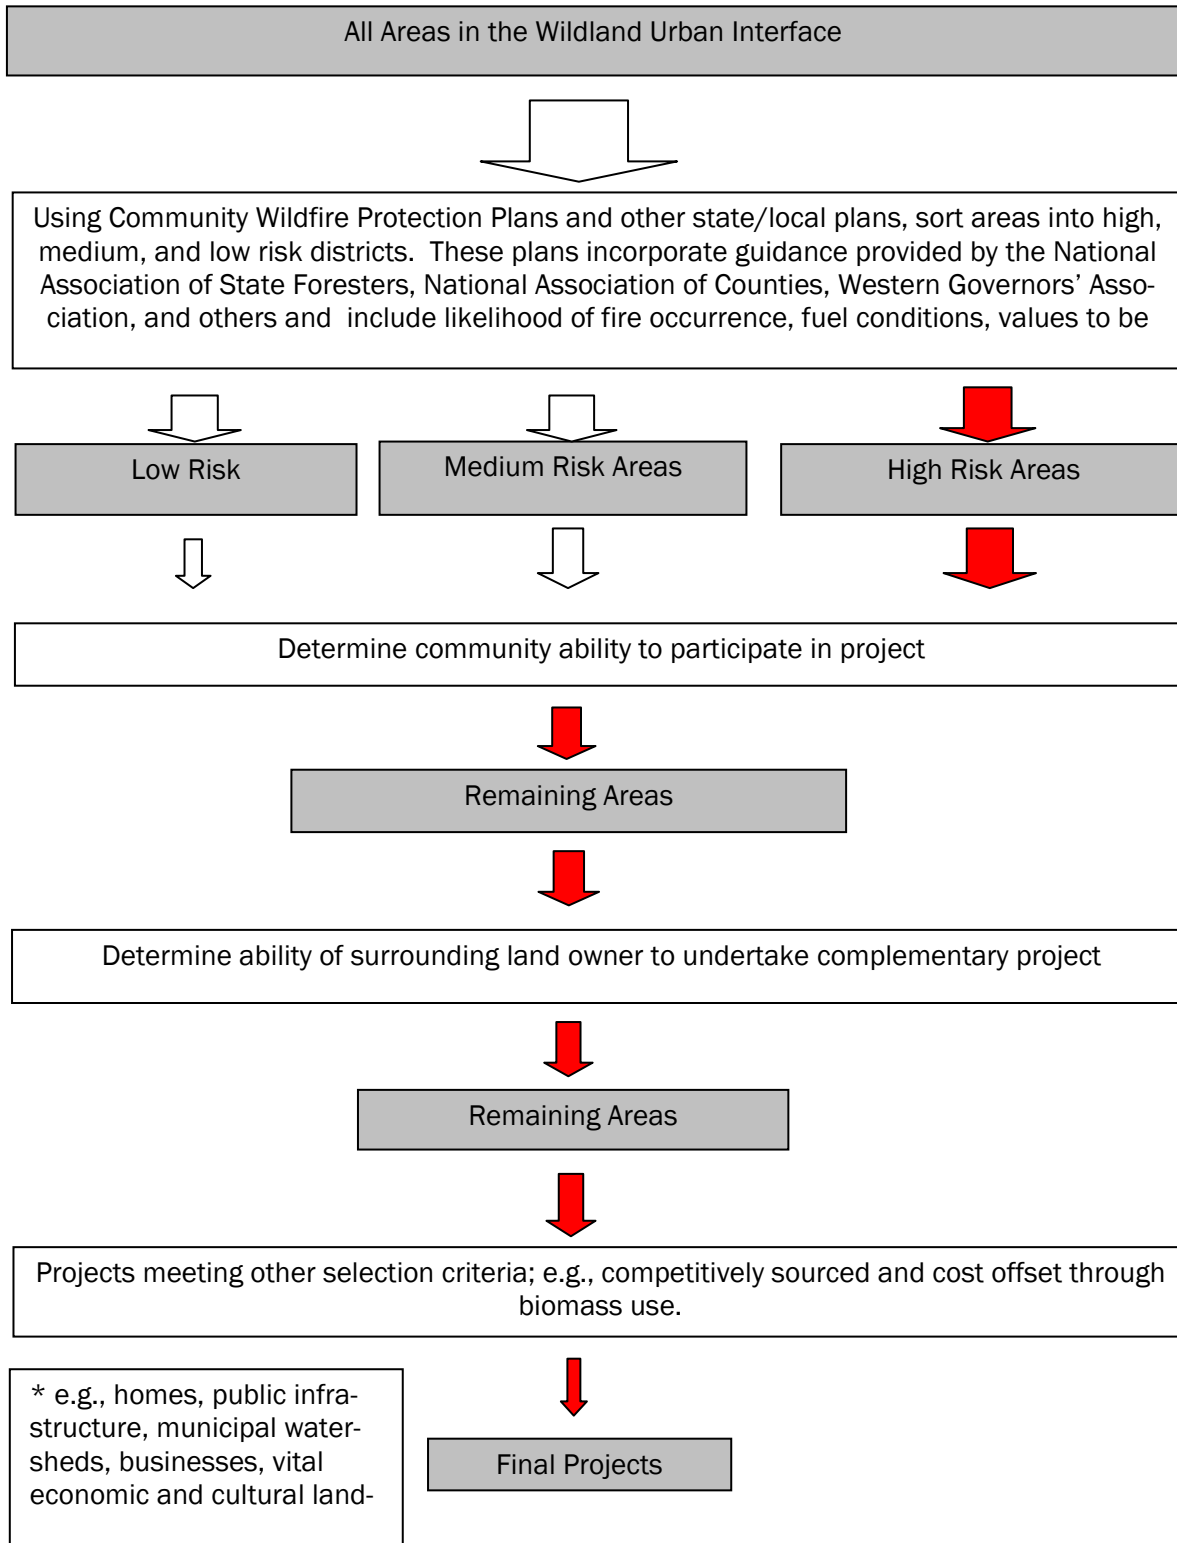 All Areas in the Wildland Urban Interface
Using Community Wildfire Protection Plans and other state/local plans, sort areas into high,
medium, and low risk districts.  These plans incorporate guidance provided by the National
Association of State Foresters, National Association of Counties, Western Governors’ Asso-
ciation, and others and  include likelihood of fire occurrence, fuel conditions, values to be
Low Risk
Medium Risk Areas
High Risk Areas
Determine community ability to participate in project
Remaining Areas
Determine ability of surrounding land owner to undertake complementary project
Remaining Areas
Projects meeting other selection criteria; e.g., competitively sourced and cost offset through
biomass use.
* e.g., homes, public infra-
structure, municipal water-
sheds, businesses, vital
economic and cultural land-
Final Projects